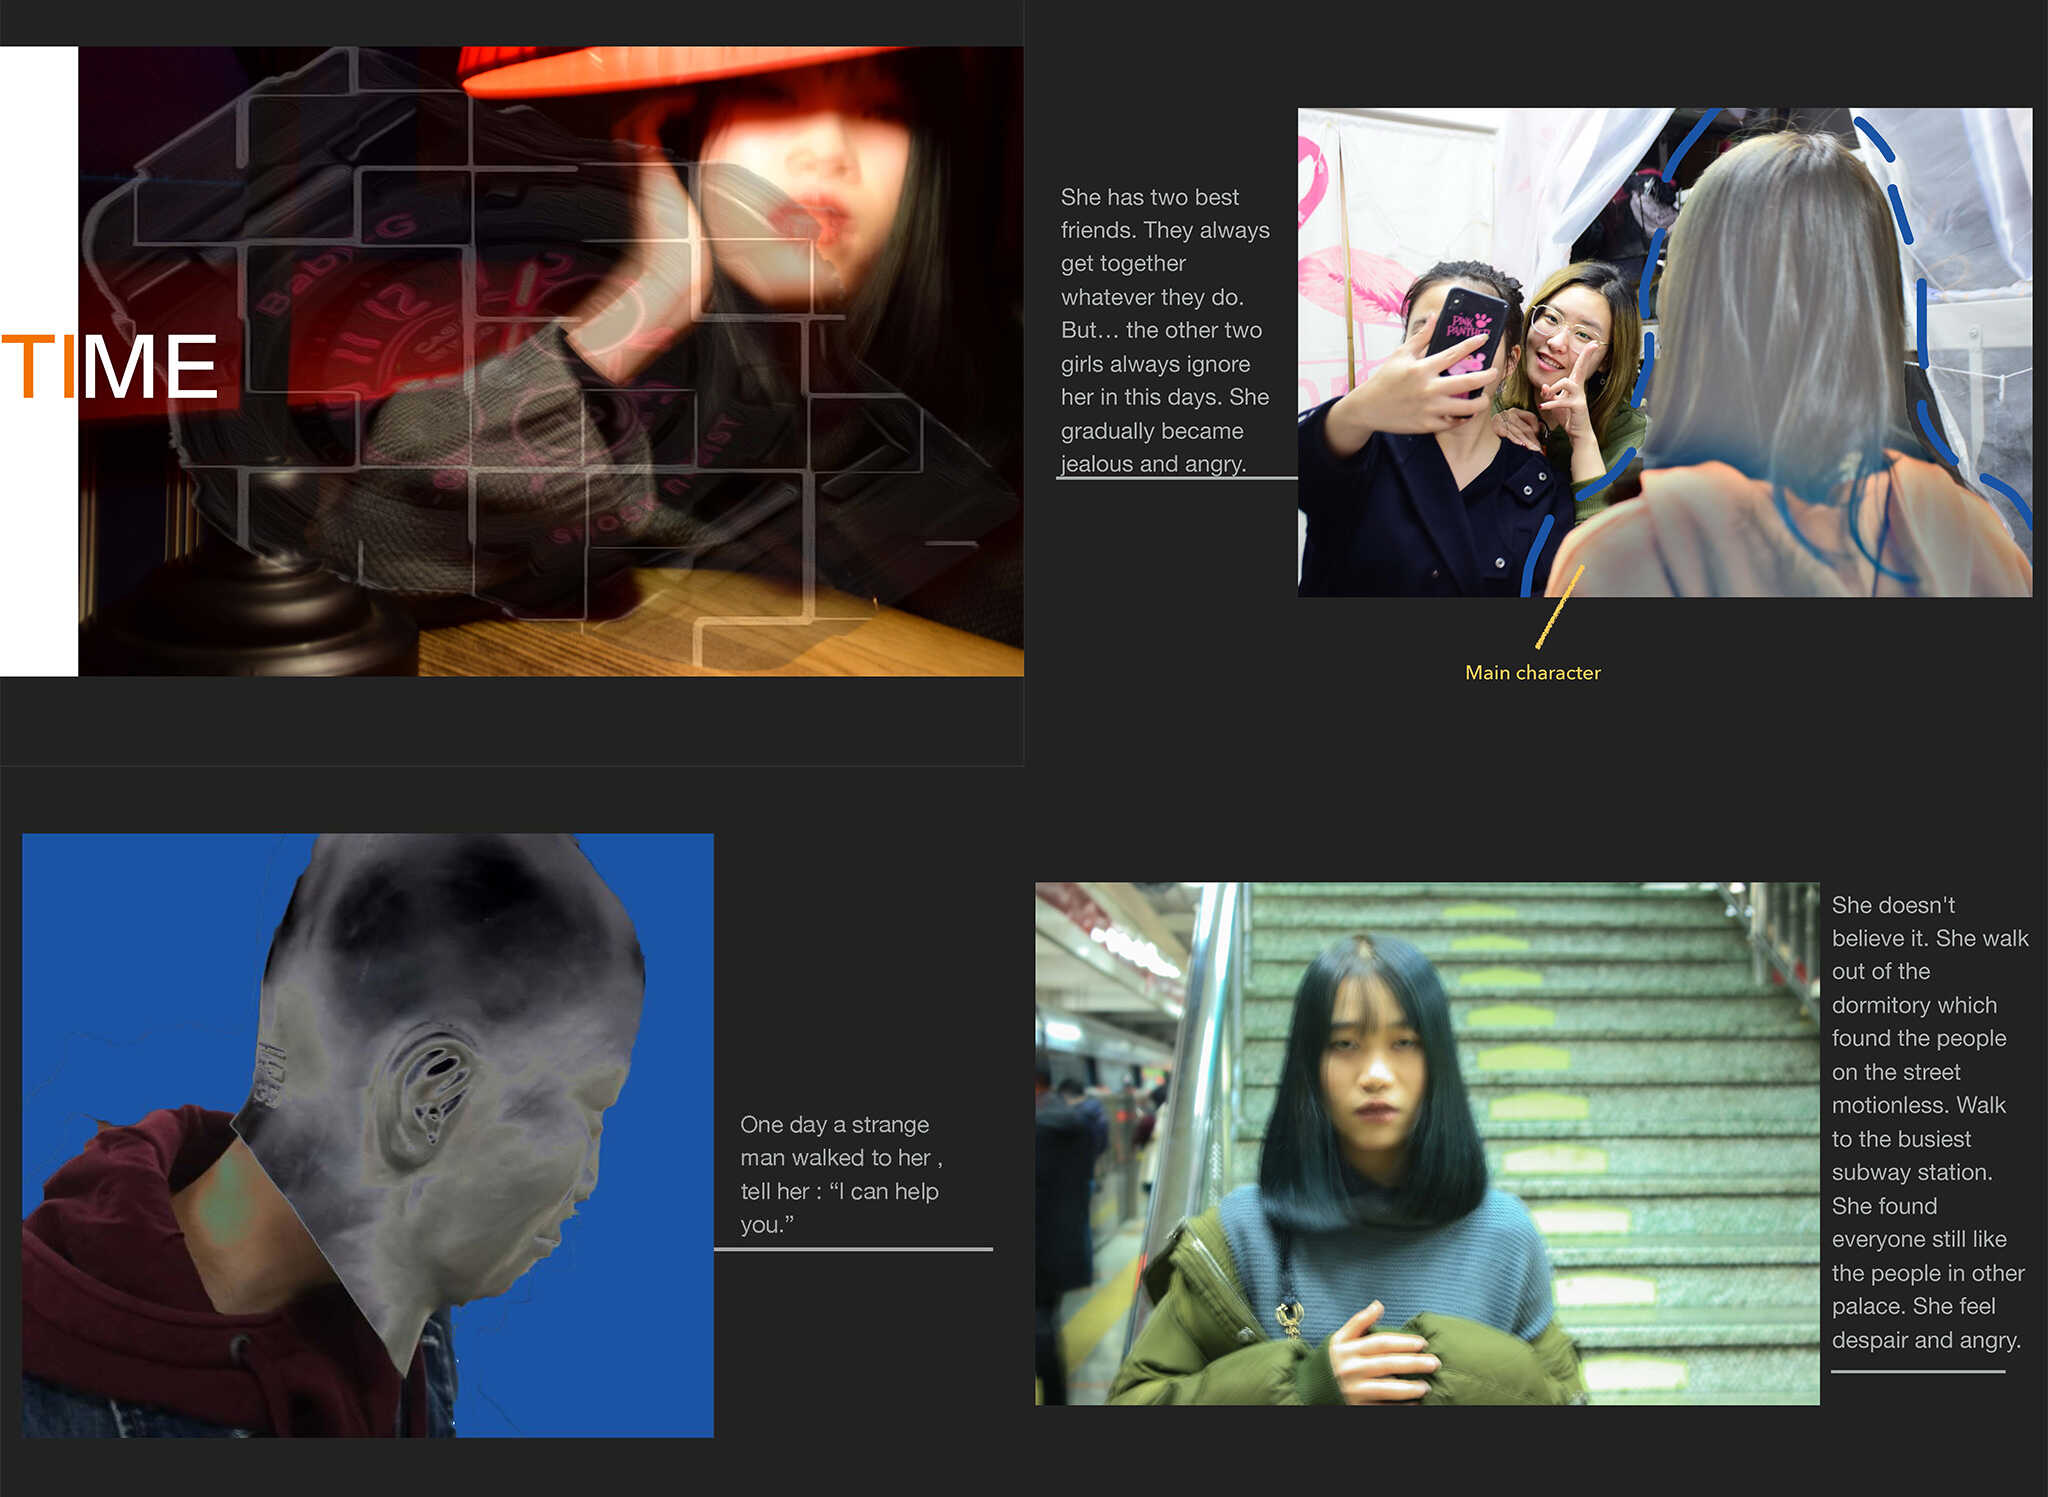 TIME
Baby G
She has two best
friends. They always
get together
whatever they do.
But... the other two
girls always ignore
her in this days. She
gradually became
jealous and angry.
PINK
PANTHER
Main character
One day a strange
man walked to her ,
tell her : “I can help
you.”
She doesn't
believe it. She walk
out of the
dormitory which
found the people
on the street
motionless. Walk
to the busiest
subway station.
She found
everyone still like
the people in other
palace. She feel
despair and angry.